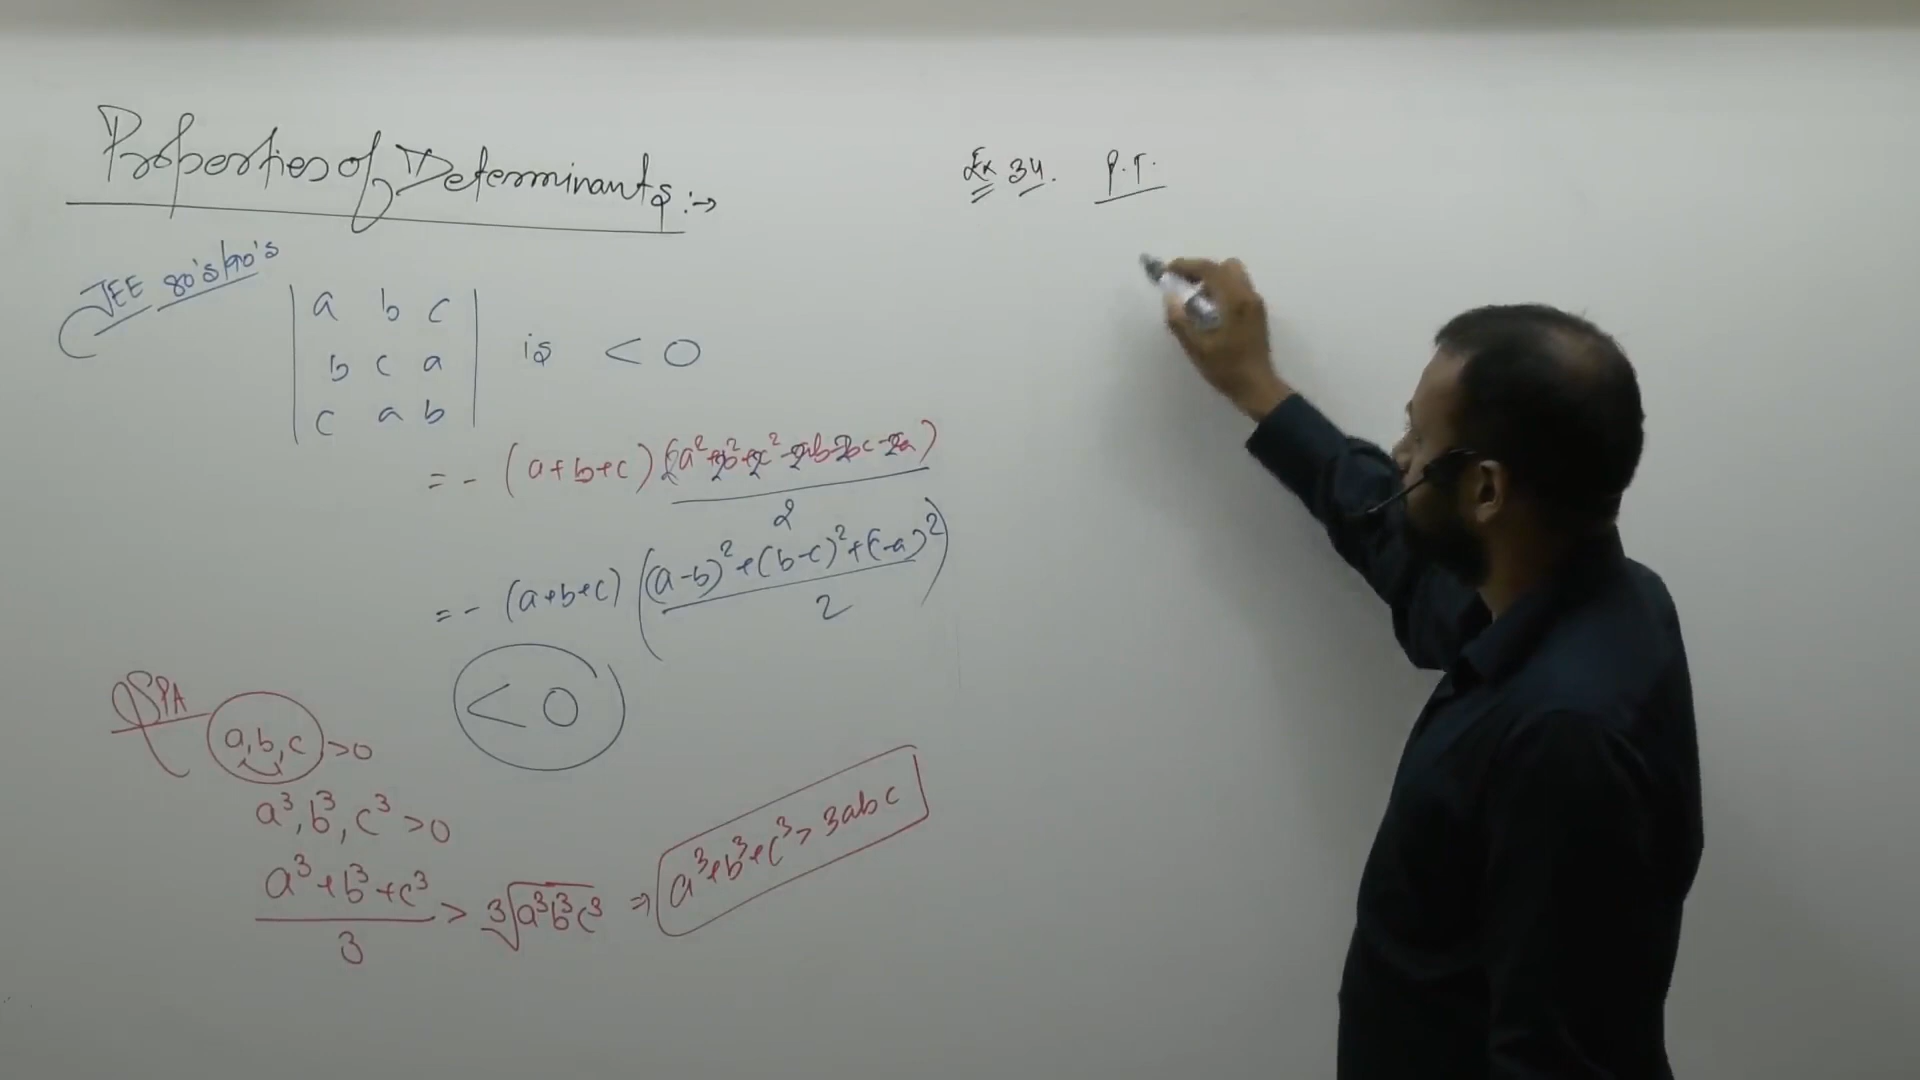 Properties of Determinants :→
JEE 80's/90's
| a b c |
| b c a | is < 0
| c a b |
= - (a+b+c) (2a²+2b²+2c²-2ab-2bc-2ca)
2
= - (a+b+c) ((a-b)²+(b-c)²+(c-a)²)
2
< 0
a,b,c >0
a³, b³, c³ >0
a³+b³+c³ > ∛a³b³c³ ⇒ a³+b³+c³ > 3abc
3
Ex 34. P.T.